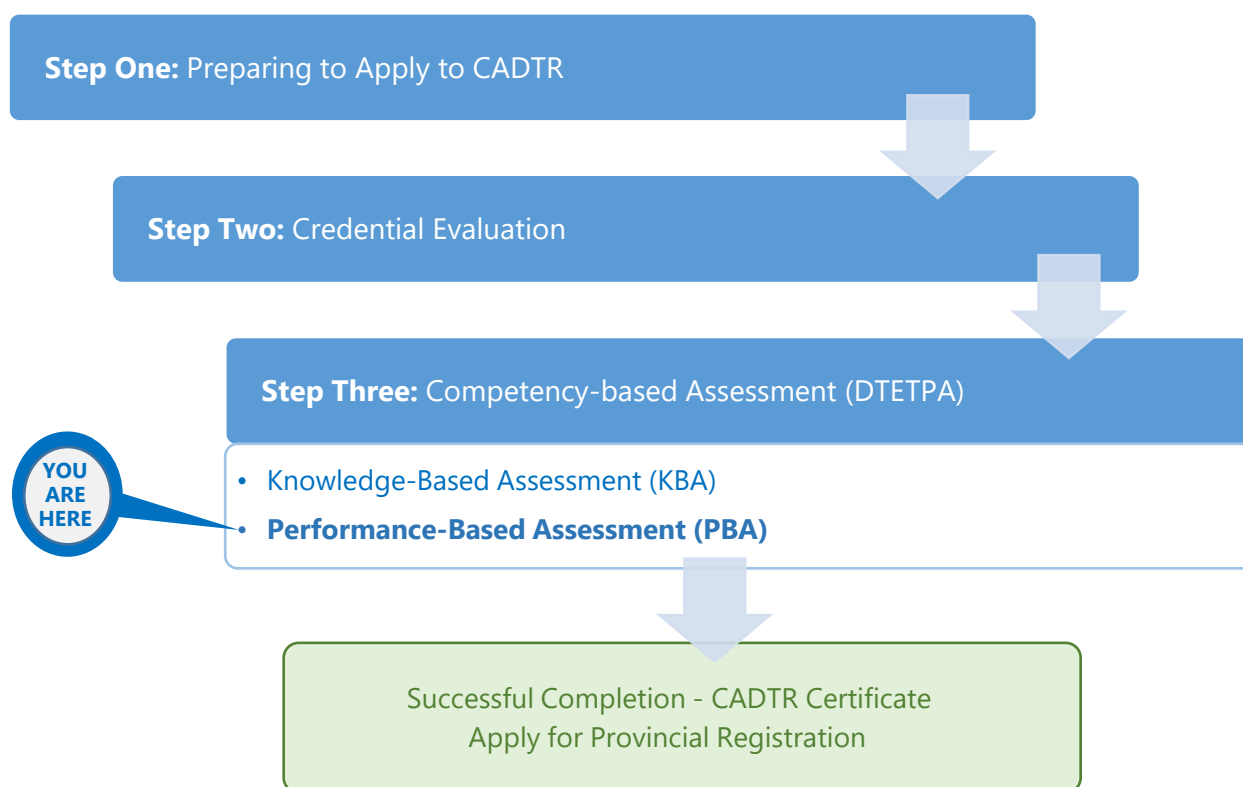 Step One: Preparing to Apply to CADTR
Step Two: Credential Evaluation
Step Three: Competency-based Assessment (DTETPA)
YOU
ARE
HERE
• Knowledge-Based Assessment (KBA)
• Performance-Based Assessment (PBA)
Successful Completion - CADTR Certificate
Apply for Provincial Registration